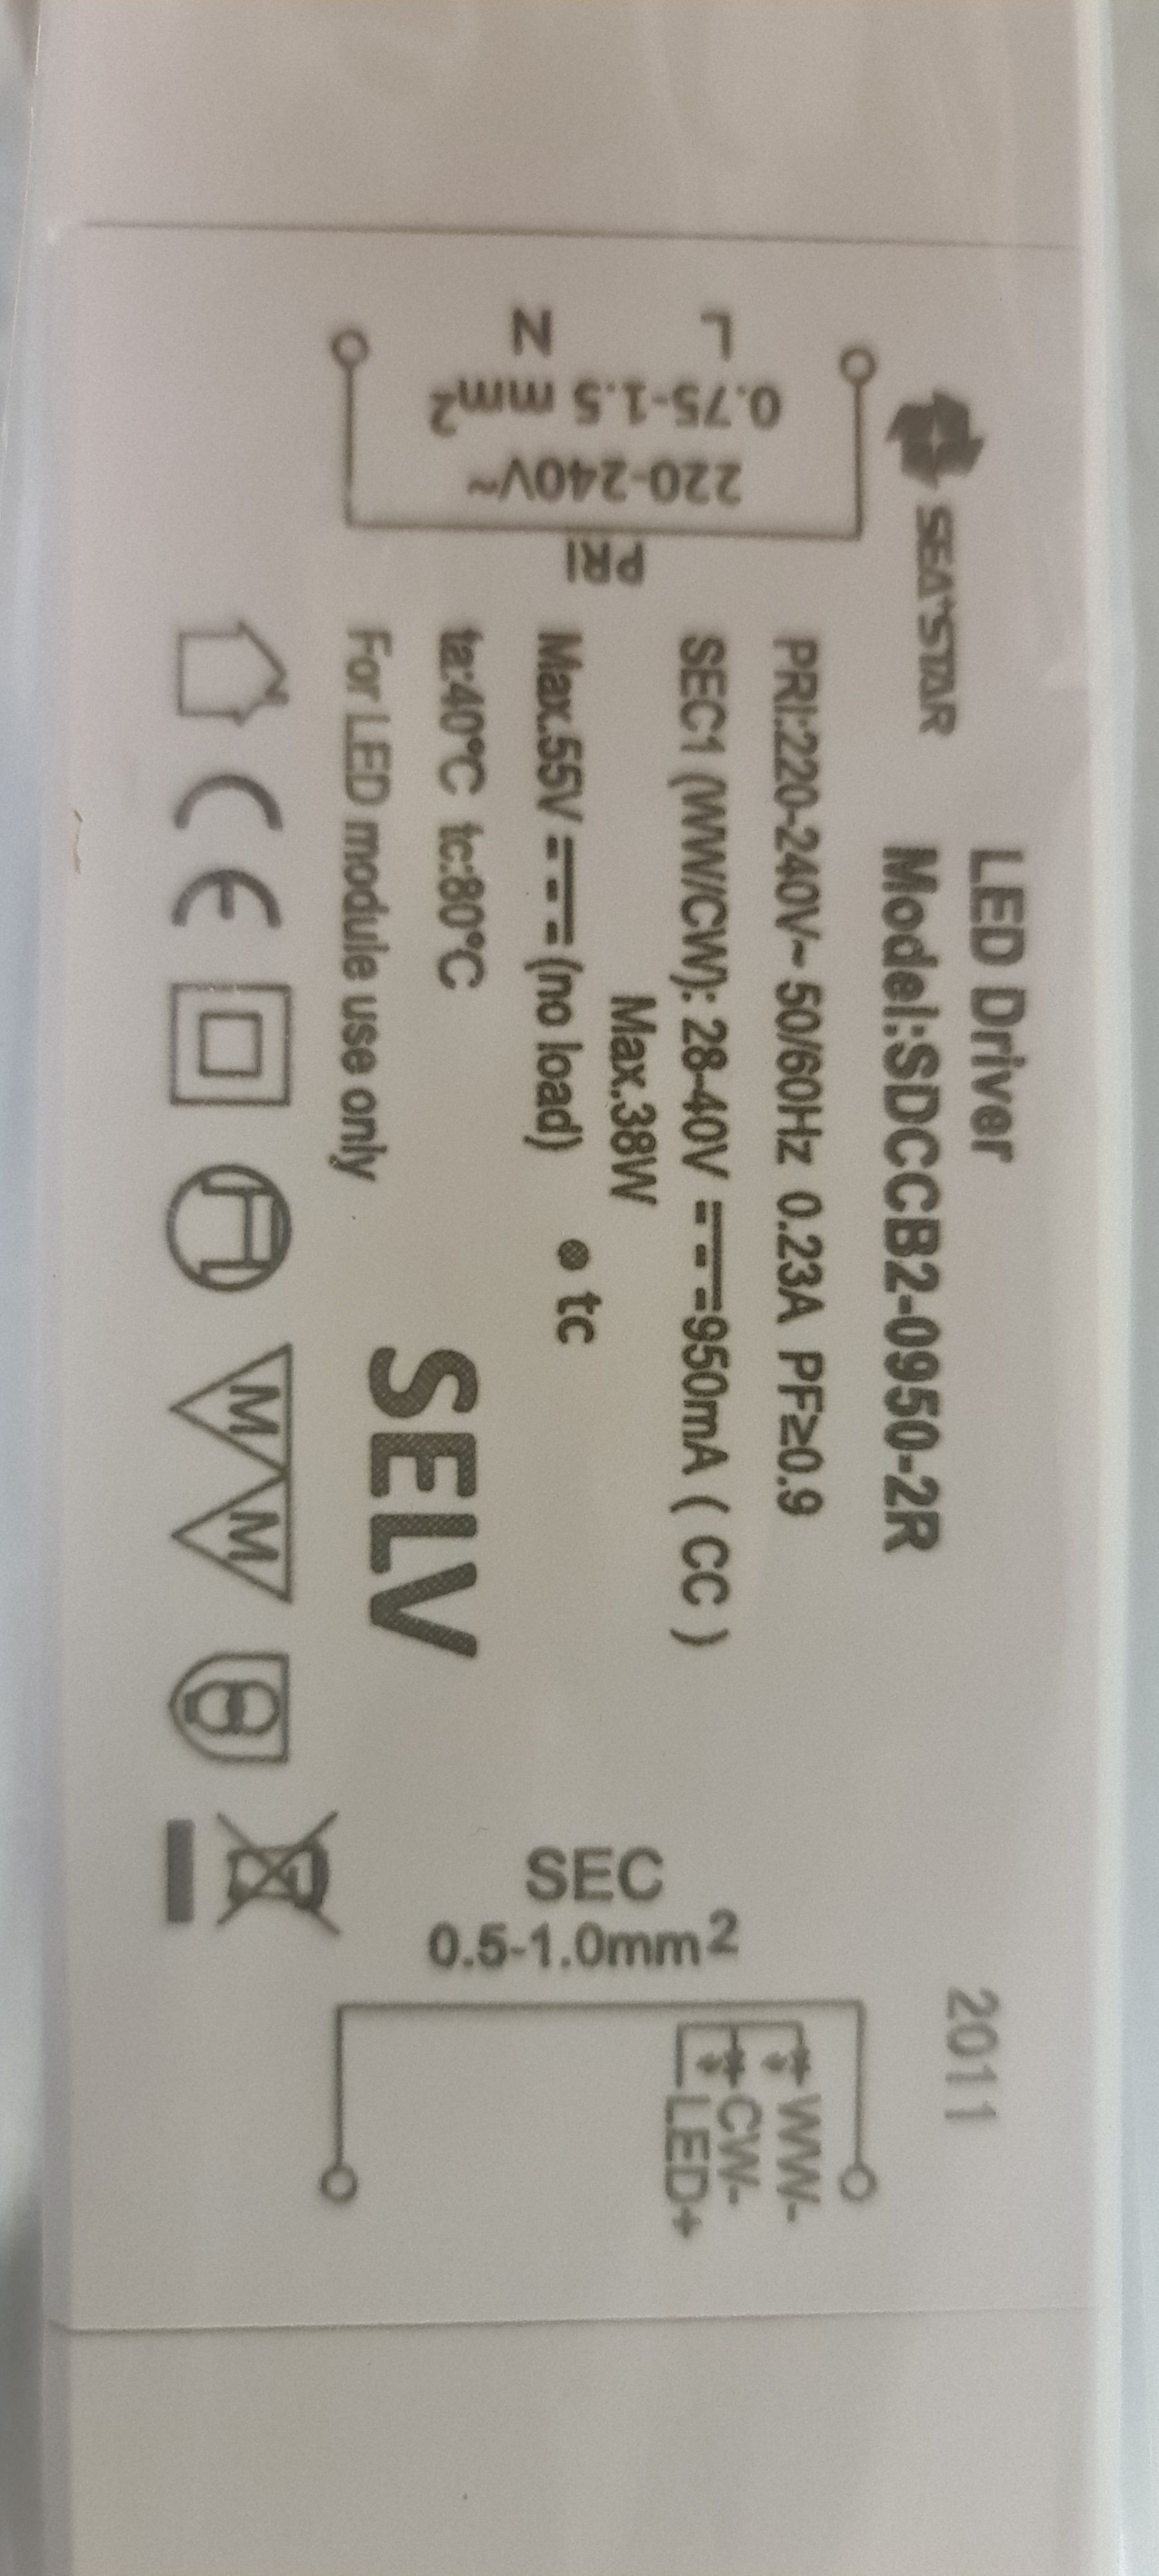 SEA*STAR
LED Driver
Model:SDCCB2-0950-2R
2011
PRI:220-240V~ 50/60Hz 0.23A PF≥0.9
SEC1 (WW/CW): 28-40V ⎓950mA ( CC )
Max.38W
Max.55V ⎓ (no load)
● tc
ta:40℃ tc:80℃
For LED module use only
SELV
PRI
220-240V~
0.75-1.5 mm²
L
N
SEC
0.5-1.0mm²
WW-
CW-
LED+
CE
M M